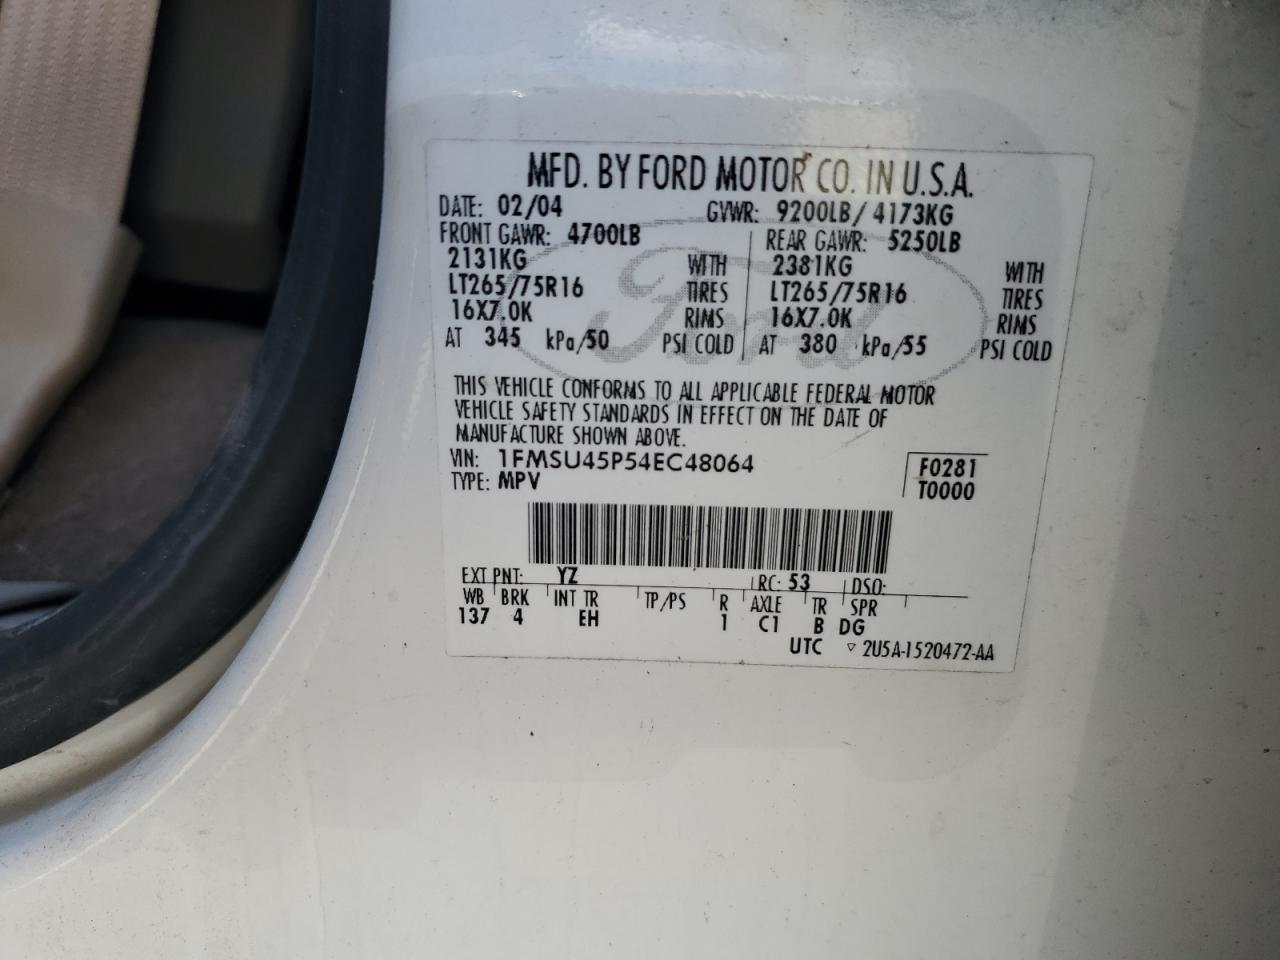 MFD. BY FORD MOTOR CO. IN U.S.A.
DATE: 02/04 GVWR: 9200LB/ 4173KG
FRONT GAWR: 4700LB REAR GAWR: 5250LB
2131KG WITH 2381KG WITH
LT265/75R16 TIRES LT265/75R16 TIRES
16X7.0K RIMS 16X7.0K RIMS
AT 345 kPa/50 PSI COLD AT 380 kPa/55 PSI COLD
Ford
THIS VEHICLE CONFORMS TO ALL APPLICABLE FEDERAL MOTOR
VEHICLE SAFETY STANDARDS IN EFFECT ON THE DATE OF
MANUFACTURE SHOWN ABOVE.
VIN: 1FMSU45P54EC48064 F0281
TYPE: MPV T0000
EXT PNT: YZ RC: 53 DSO:
WB BRK INT TR TP/PS R AXLE TR SPR
137 4 EH 1 C1 B DG
UTC ▽ 2U5A-1520472-AA